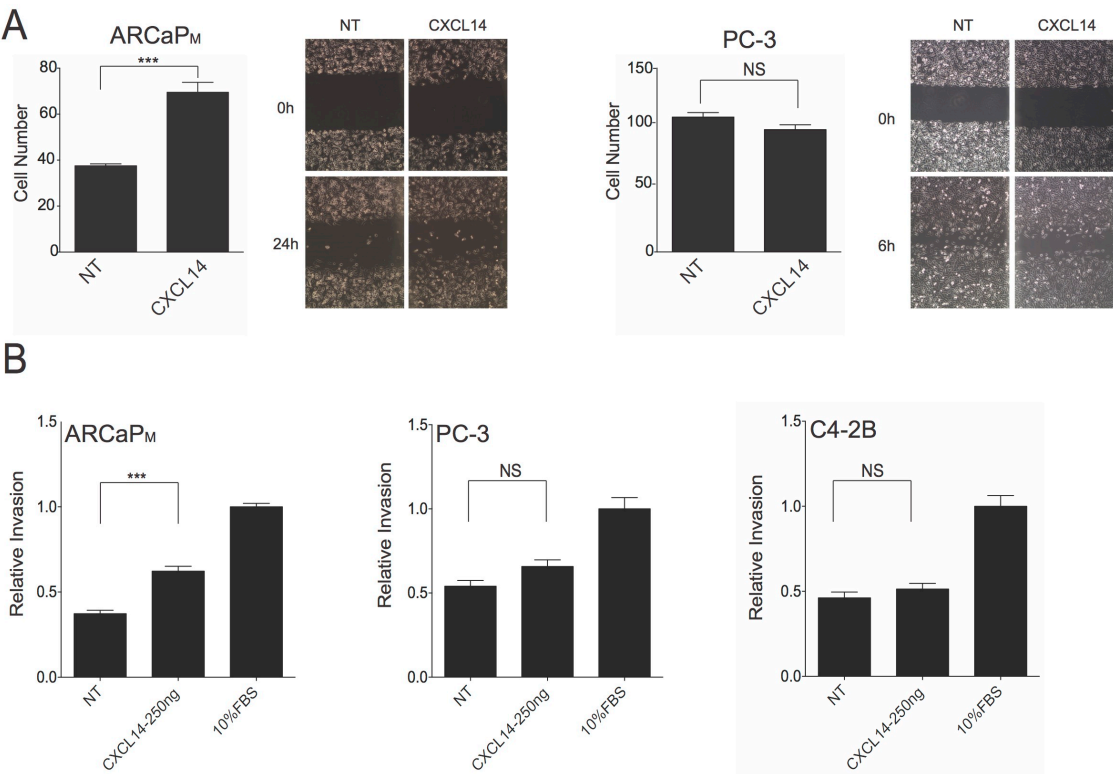 A
ARCaPM
***
80
60
40
20
0
Cell Number
NT
CXCL14
NT CXCL14
0h
24h
PC-3
NS
150
100
50
0
Cell Number
NT
CXCL14
NT CXCL14
0h
6h
B
ARCaPM
***
1.5
1.0
0.5
0.0
Relative Invasion
NT
CXCL14-250ng
10%FBS
PC-3
NS
1.5
1.0
0.5
0.0
Relative Invasion
NT
CXCL14-250ng
10%FBS
C4-2B
NS
1.5
1.0
0.5
0.0
Relative Invasion
NT
CXCL14-250ng
10%FBS